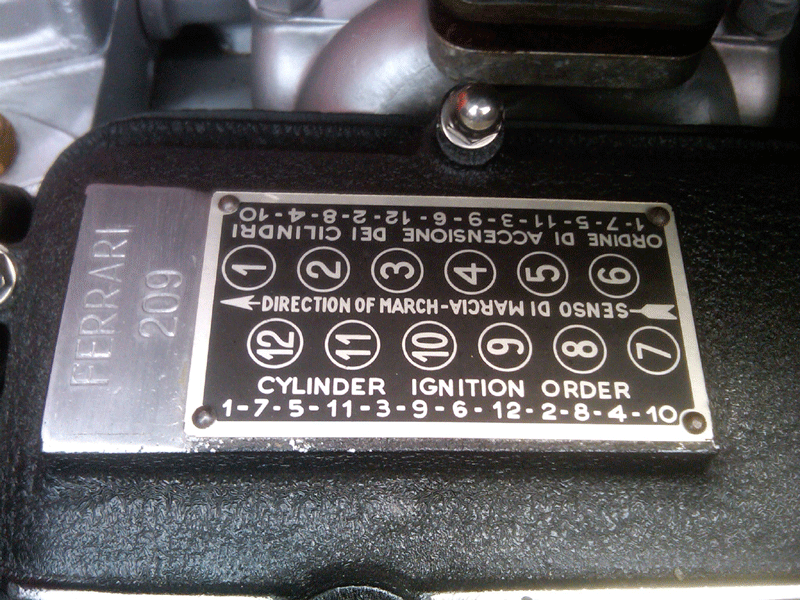 FERRARI
209
1-7-5-11-3-9-6-12-2-8-4-10
ORDINE DI ACCENSIONE DEI CILINDRI
1 2 3 4 5 6
DIRECTION OF MARCH-SENSO DI MARCIA
12 11 10 9 8 7
CYLINDER IGNITION ORDER
1-7-5-11-3-9-6-12-2-8-4-10